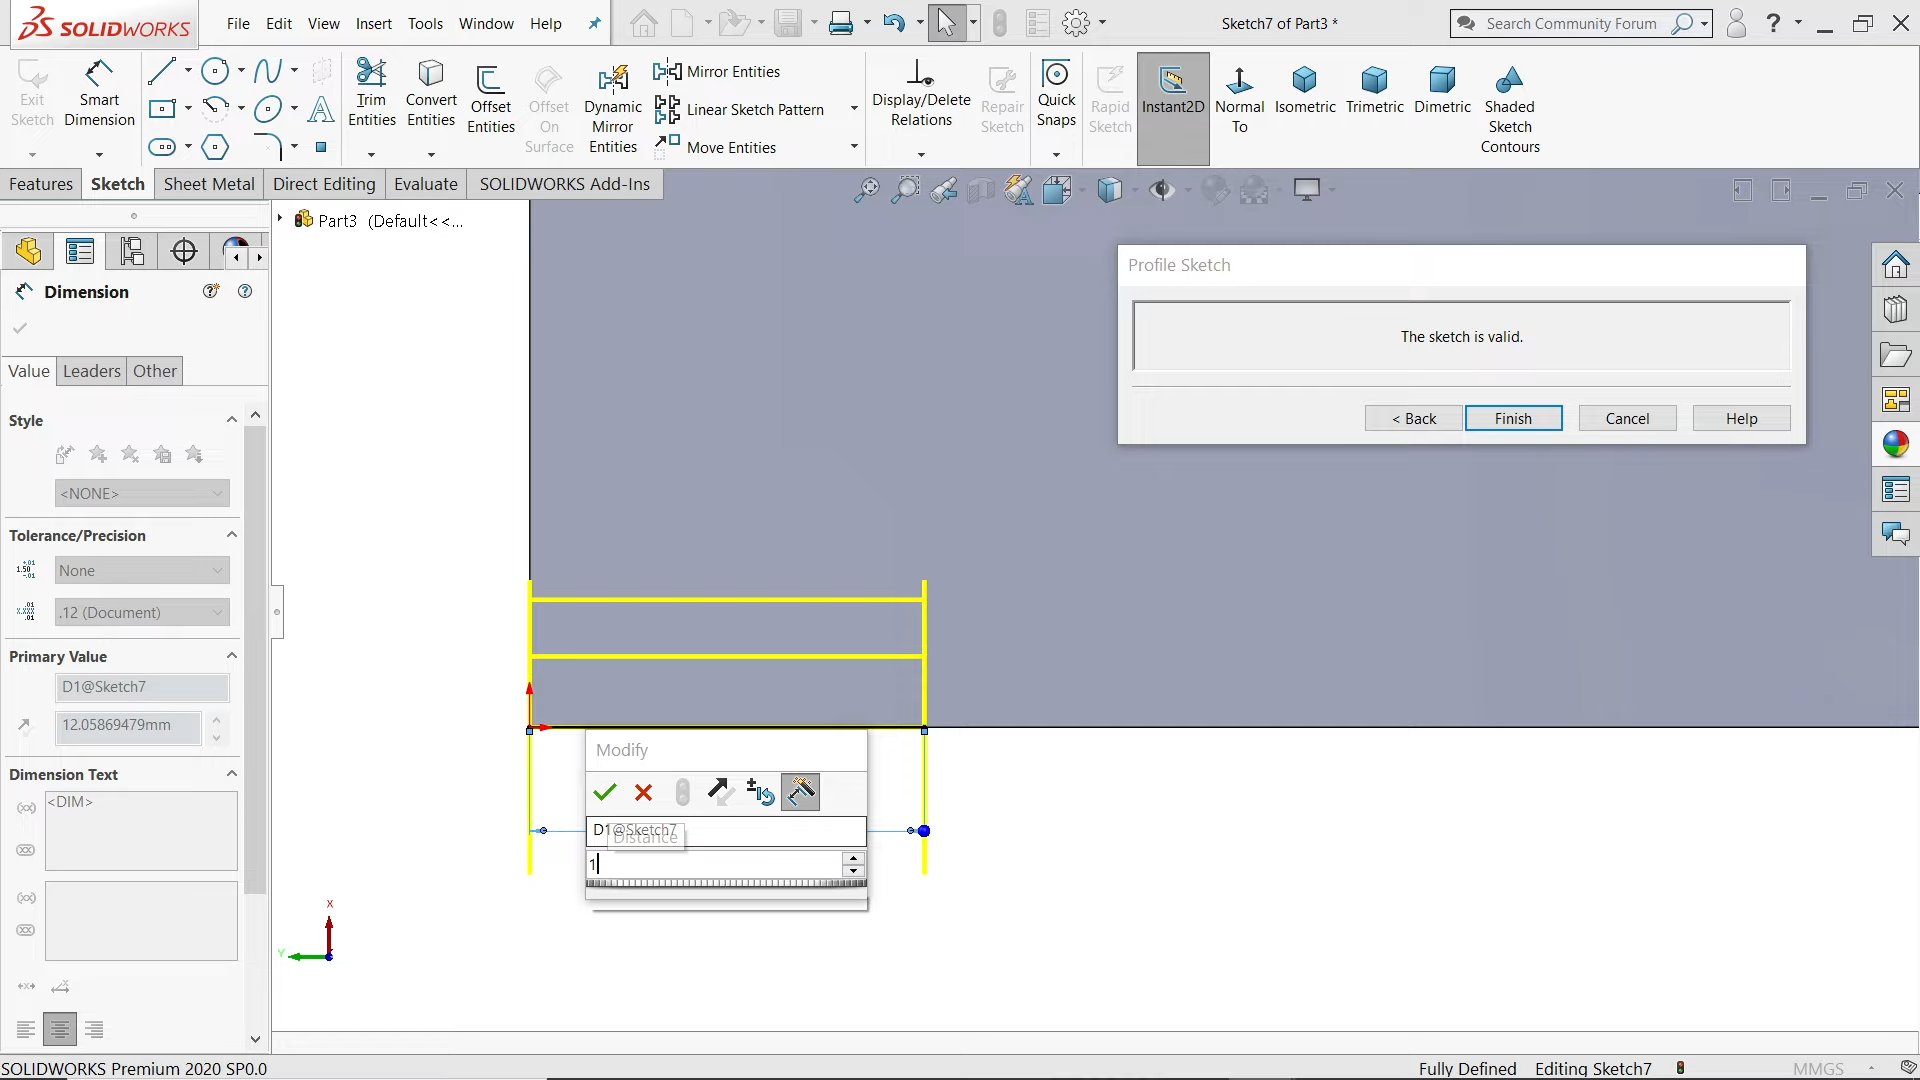 SOLIDWORKS
File Edit View Insert Tools Window Help
Sketch7 of Part3 *
Search Community Forum
?
Exit Sketch
Smart Dimension
Trim Entities
Convert Entities
Offset Entities
Offset On Surface
Dynamic Mirror Entities
Mirror Entities
Linear Sketch Pattern
Move Entities
Display/Delete Relations
Repair Sketch
Quick Snaps
Rapid Sketch
Instant2D
Normal To
Isometric
Trimetric
Dimetric
Shaded Sketch Contours
Features Sketch Sheet Metal Direct Editing Evaluate SOLIDWORKS Add-Ins
Part3 (Default<<...
Dimension
Value Leaders Other
Style
<NONE>
Tolerance/Precision
None
.12 (Document)
Primary Value
D1@Sketch7
12.05869479mm
Dimension Text
<DIM>
Profile Sketch
The sketch is valid.
< Back Finish Cancel Help
Modify
D1@Sketch7
Distance
1
X
Y
SOLIDWORKS Premium 2020 SP0.0
Fully Defined Editing Sketch7 MMGS